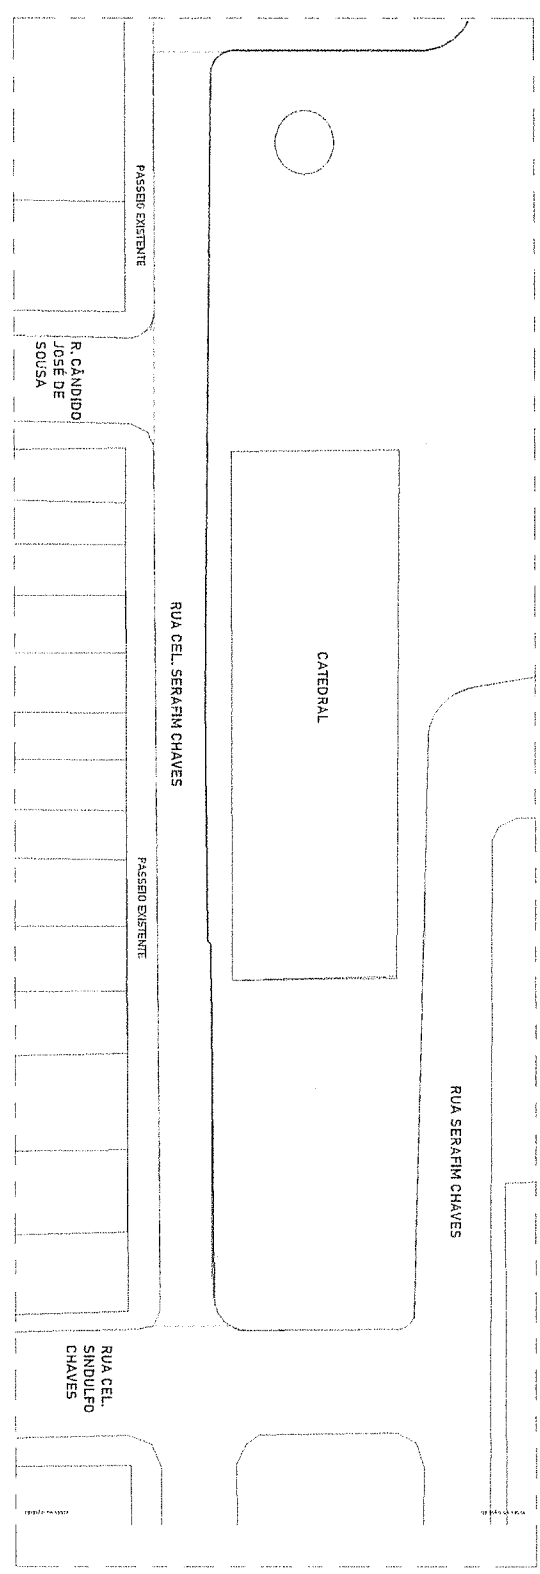 PASSEIO EXISTENTE
R. CÂNDIDO
JOSÉ DE
SOUSA
RUA CEL. SERAFIM CHAVES
CATEDRAL
PASSEIO EXISTENTE
RUA SERAFIM CHAVES
RUA CEL.
SINDULFO
CHAVES